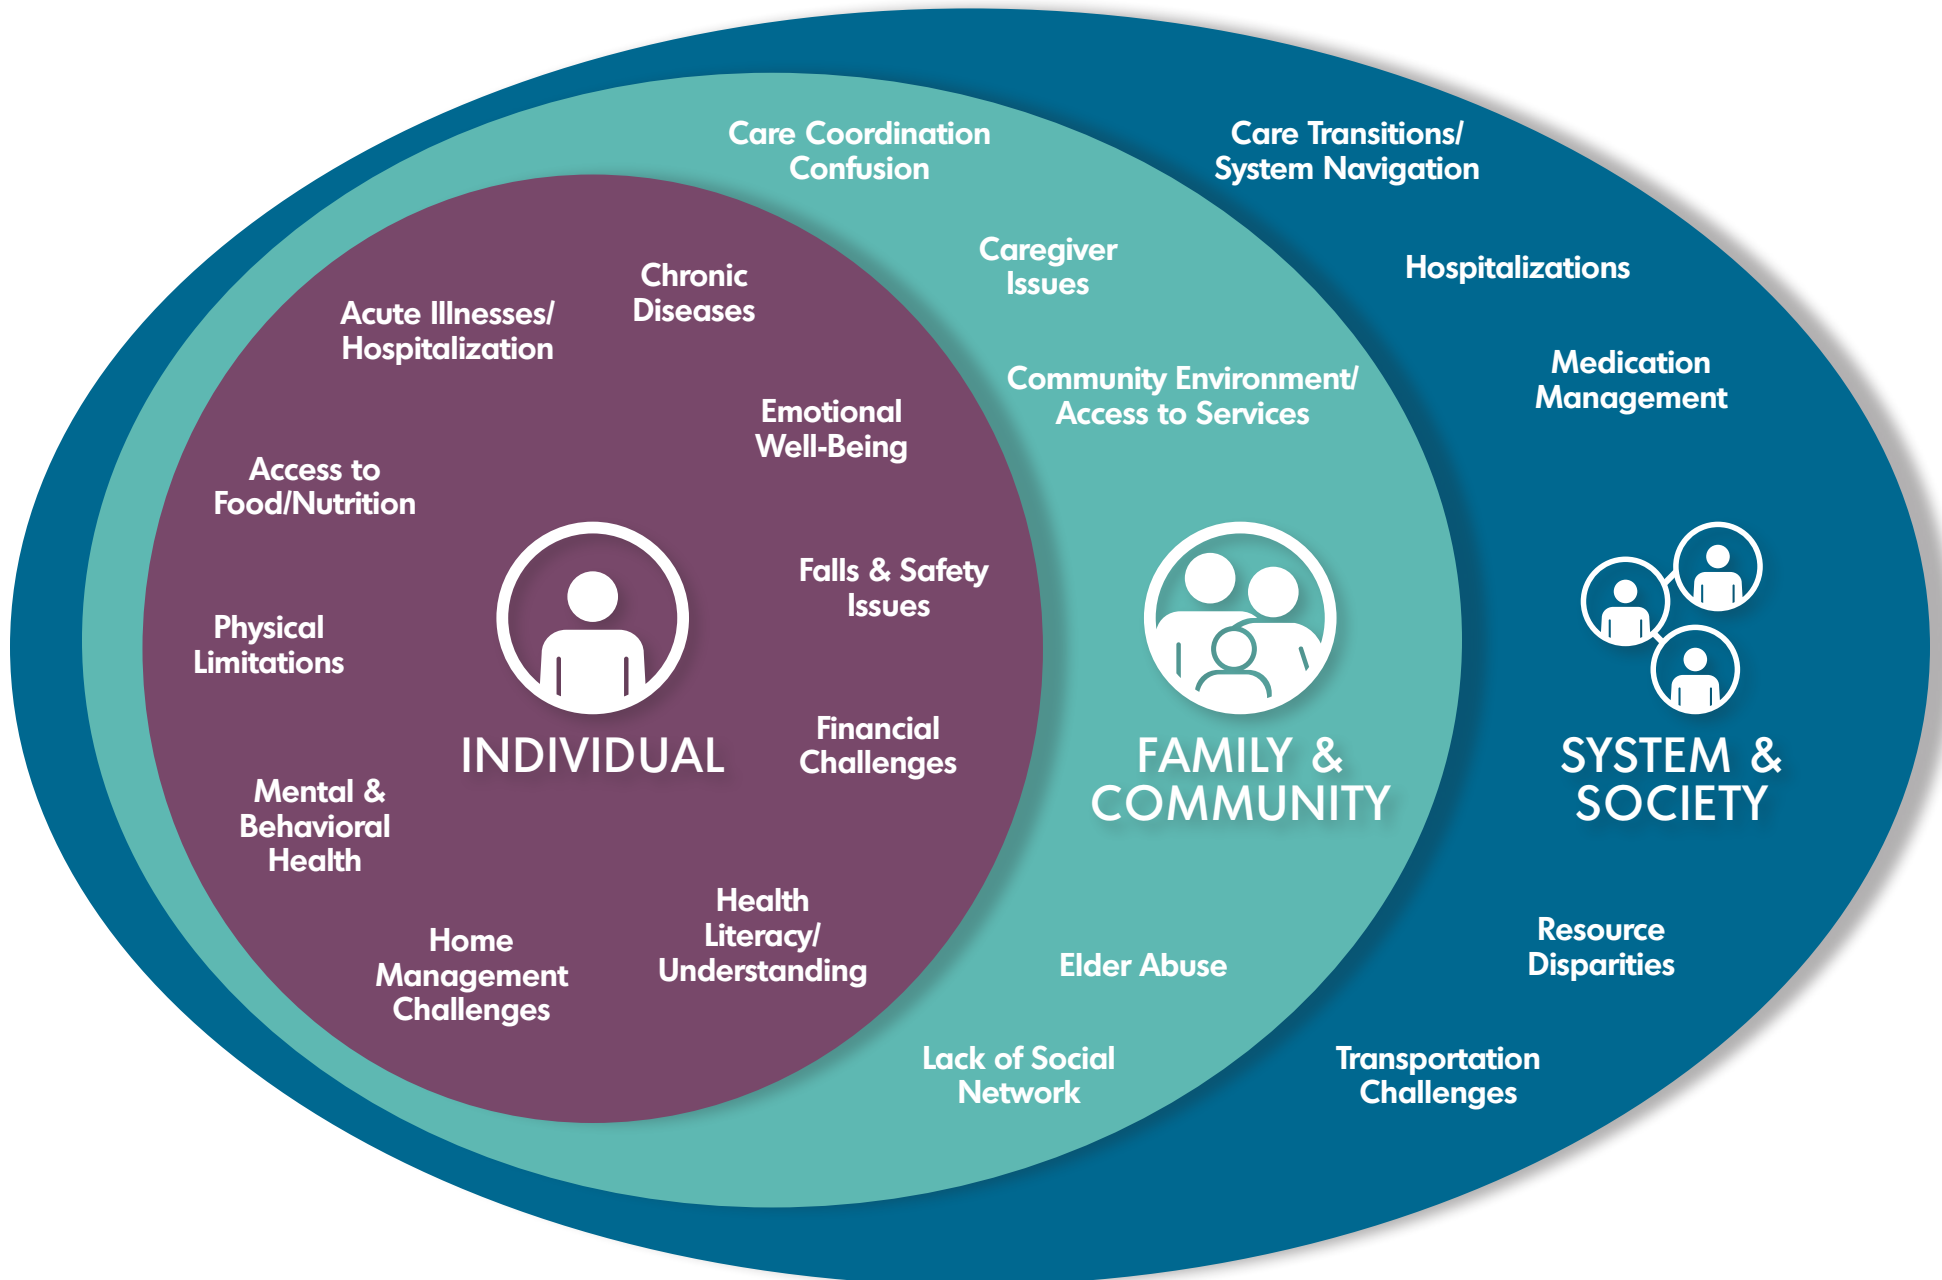 Care Coordination
Confusion
Care Transitions/
System Navigation
Caregiver
Issues
Hospitalizations
Chronic
Diseases
Acute Illnesses/
Hospitalization
Community Environment/
Access to Services
Medication
Management
Emotional
Well-Being
Access to
Food/Nutrition
Falls & Safety
Issues
Physical
Limitations
INDIVIDUAL
Financial
Challenges
FAMILY &
COMMUNITY
SYSTEM &
SOCIETY
Mental &
Behavioral
Health
Health
Literacy/
Understanding
Home
Management
Challenges
Elder Abuse
Resource
Disparities
Lack of Social
Network
Transportation
Challenges